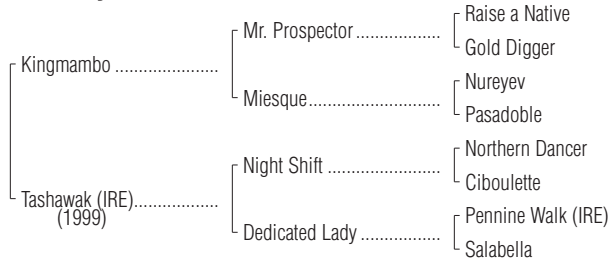 Raise a Native
Mr. Prospector ..................
Gold Digger
Kingmambo ......................
Nureyev
Miesque............................
Pasadoble
Northern Dancer
Night Shift ........................
Ciboulette
Tashawak (IRE)..................
(1999)
Pennine Walk (IRE)
Dedicated Lady .................
Salabella